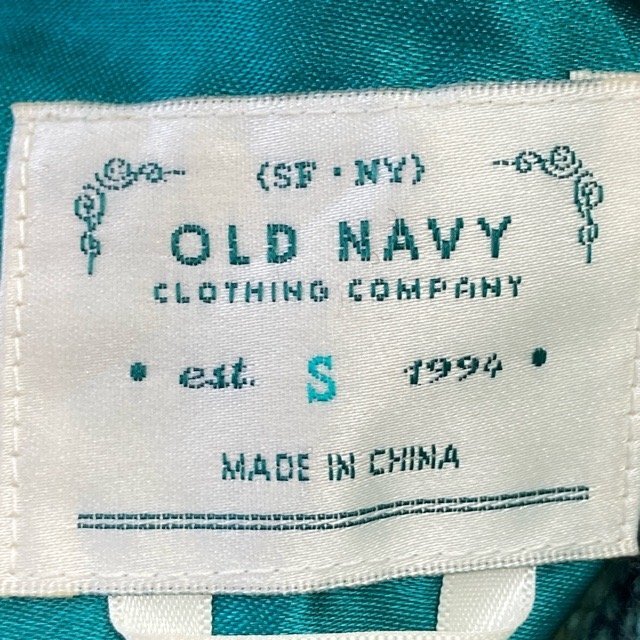 {SF · NY}
OLD NAVY
CLOTHING COMPANY
• est. S 1994 •
MADE IN CHINA